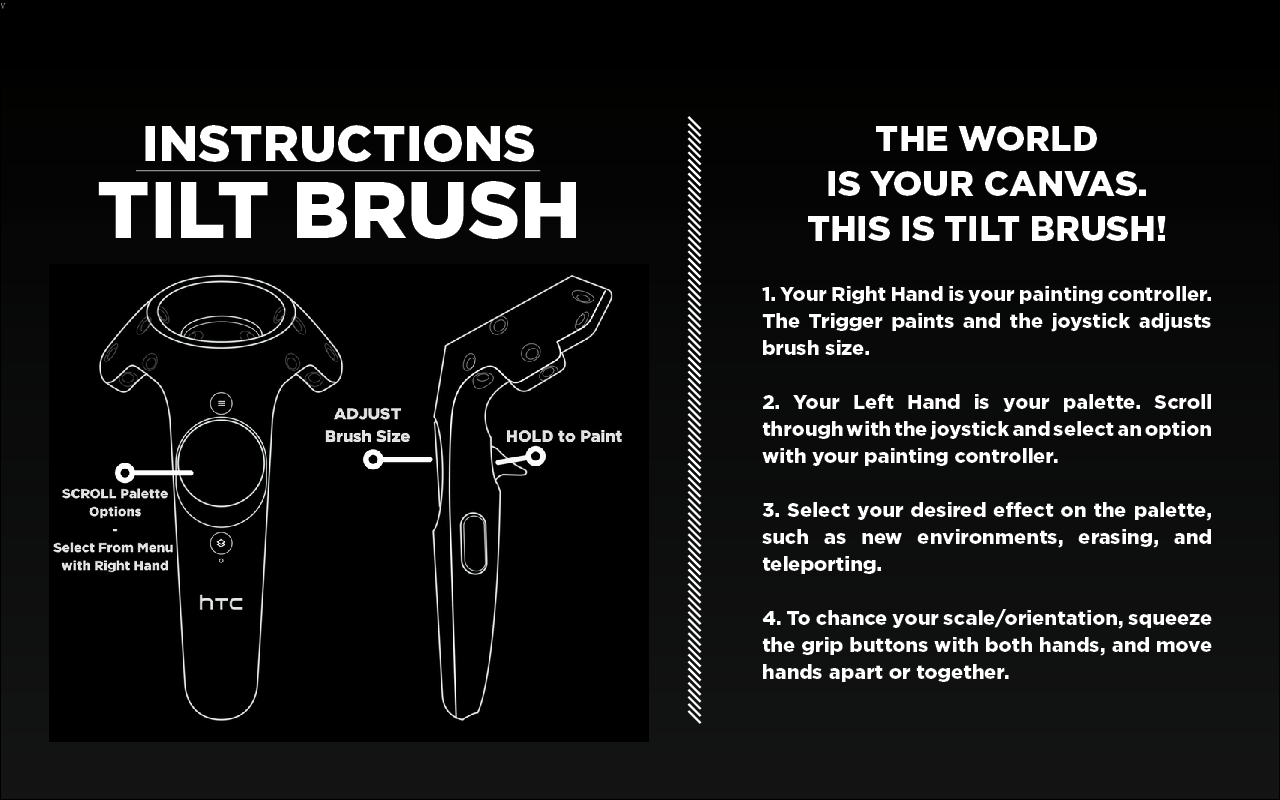 V
INSTRUCTIONS
TILT BRUSH
ADJUST
Brush Size
HOLD to Paint
SCROLL Palette
Options
-
Select From Menu
with Right Hand
hTC
THE WORLD
IS YOUR CANVAS.
THIS IS TILT BRUSH!
1. Your Right Hand is your painting controller.
The Trigger paints and the joystick adjusts
brush size.
2. Your Left Hand is your palette. Scroll
through with the joystick and select an option
with your painting controller.
3. Select your desired effect on the palette,
such as new environments, erasing, and
teleporting.
4. To chance your scale/orientation, squeeze
the grip buttons with both hands, and move
hands apart or together.